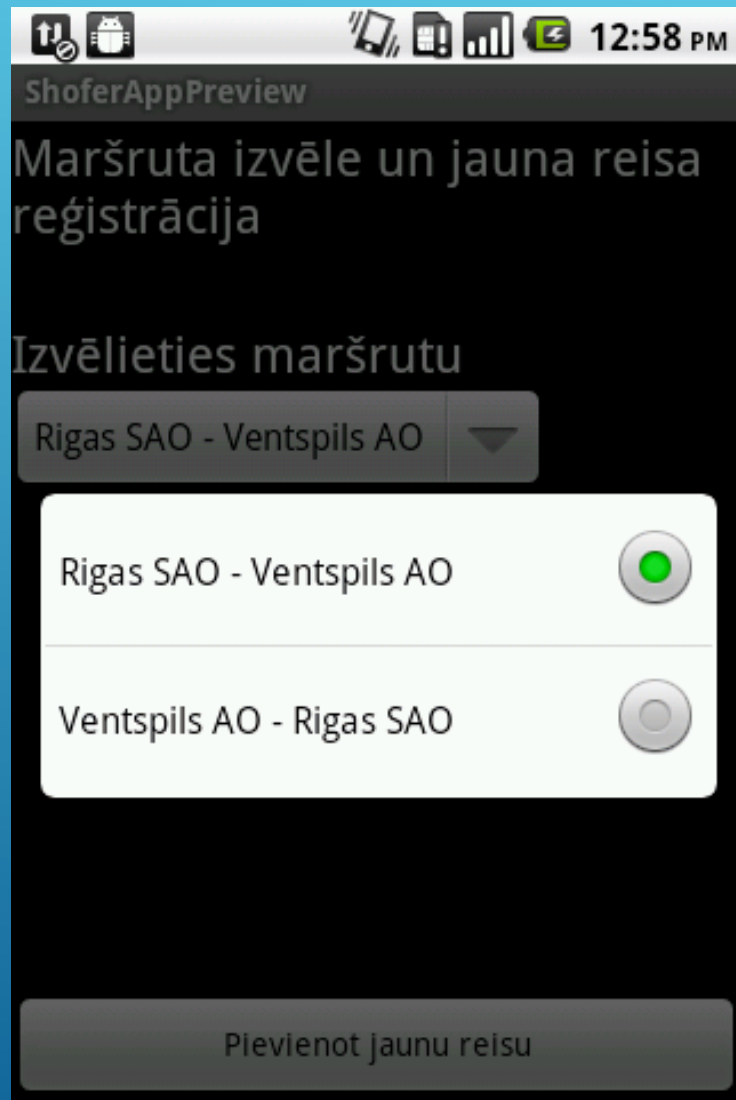 12:58 PM
ShoferAppPreview
Maršruta izvēle un jauna reisa
reģistrācija
Izvēlieties maršrutu
Rigas SAO - Ventspils AO
Rigas SAO - Ventspils AO
Ventspils AO - Rigas SAO
Pievienot jaunu reisu